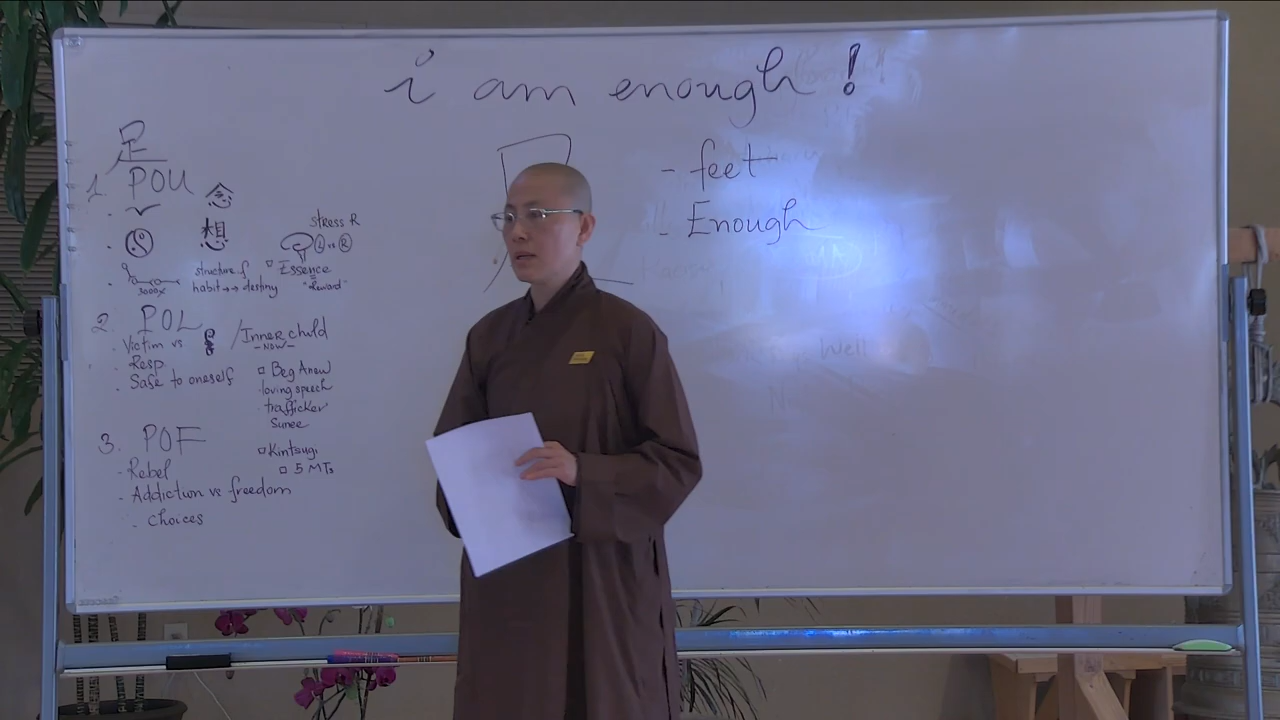 i am enough!
足
1. POU
念
想
stress R
L vs R
3000x
structure of
habit →→ destiny
Essence
"Reward"
2. POL
Victim vs
Resp
Safe to oneself
/Inner child
- NOW -
Beg Anew
loving speech
trafficker
Sunee
3. POF
- Rebel
- Addiction vs freedom
- choices
Kintsugi
5 MTs
- feet
- Enough
Well